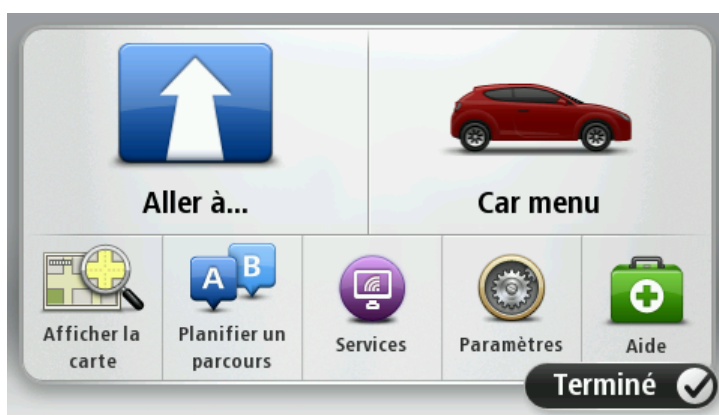 Aller à...
Car menu
A B
Afficher la
carte
Planifier un
parcours
Services
Paramètres
Aide
Terminé